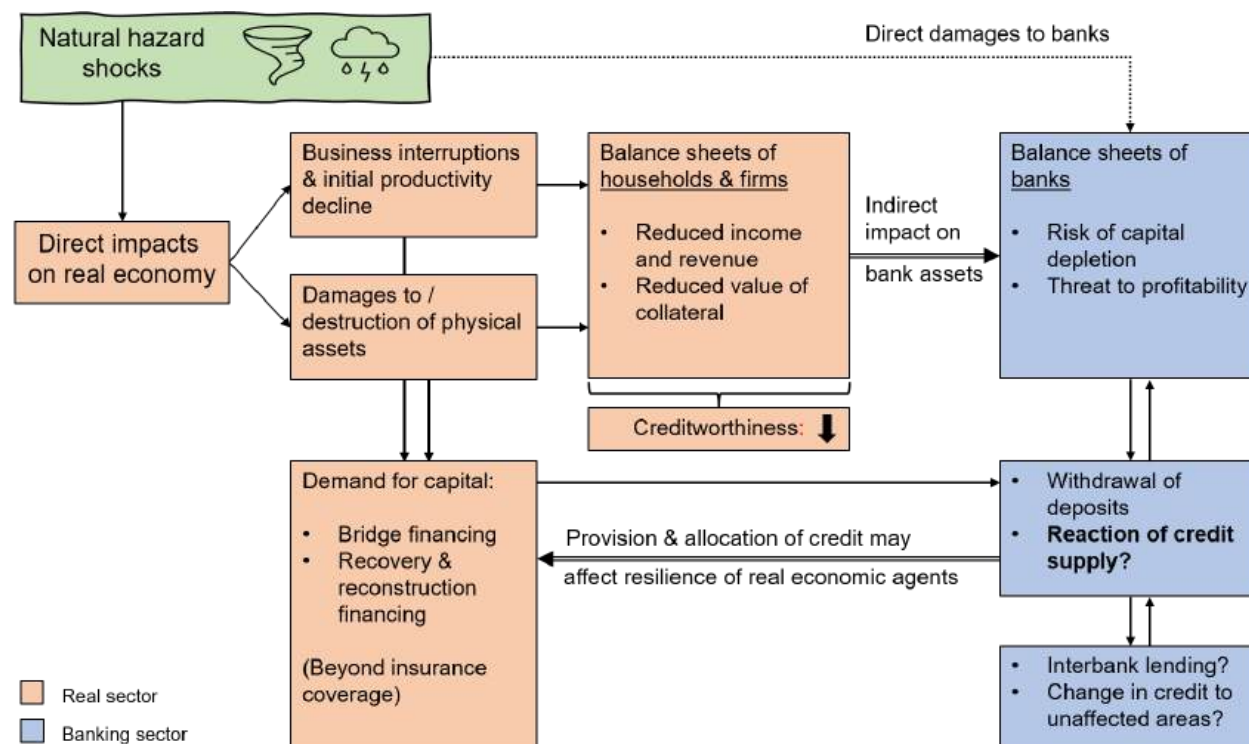 Natural hazard
shocks
Direct damages to banks
Business interruptions
& initial productivity
decline
Balance sheets of
households & firms
• Reduced income
and revenue
• Reduced value of
collateral
Indirect
impact on
bank assets
Balance sheets of
banks
• Risk of capital
depletion
• Threat to profitability
Direct impacts
on real economy
Damages to /
destruction of physical
assets
Creditworthiness:
Demand for capital:
• Bridge financing
• Recovery &
reconstruction
financing
(Beyond insurance
coverage)
Provision & allocation of credit may
affect resilience of real economic agents
• Withdrawal of
deposits
• Reaction of credit
supply?
• Interbank lending?
• Change in credit to
unaffected areas?
Real sector
Banking sector